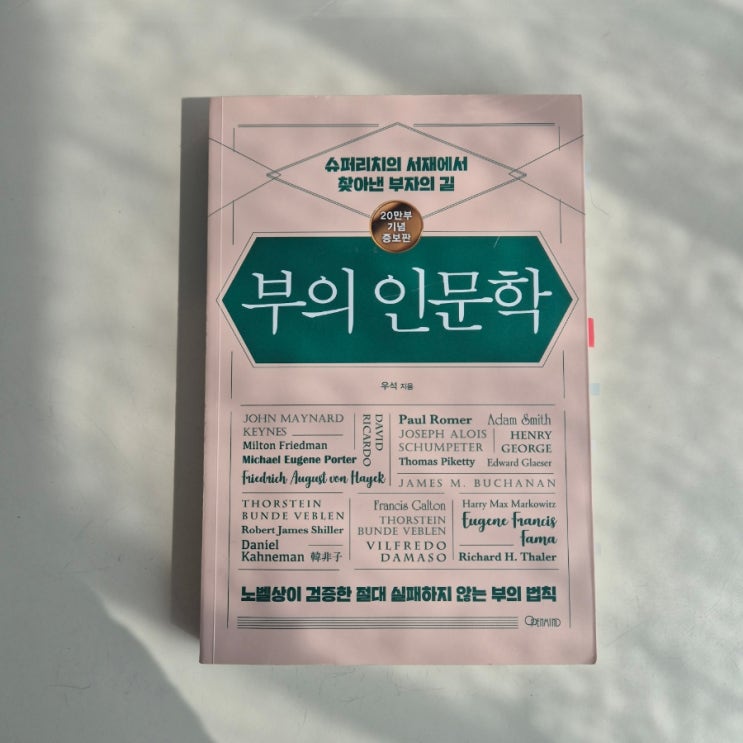 슈퍼리치의 서재에서
찾아낸 부자의 길
20만부
기념
증보판
부의 인문학
우석 지음
JOHN MAYNARD
KEYNES
Milton Friedman
Michael Eugene Porter
Friedrich August von Hayek
DAVID
RICARDO
Paul Romer
Adam Smith
JOSEPH ALOIS
SCHUMPETER
HENRY
GEORGE
Thomas Piketty
Edward Glaeser
JAMES M. BUCHANAN
THORSTEIN
BUNDE VEBLEN
Robert James Shiller
Daniel
Kahneman
韓非子
Francis Galton
THORSTEIN
BUNDE VEBLEN
VILFREDO
DAMASO
Harry Max Markowitz
Eugene Francis
Fama
Richard H. Thaler
노벨상이 검증한 절대 실패하지 않는 부의 법칙
OPENMIND